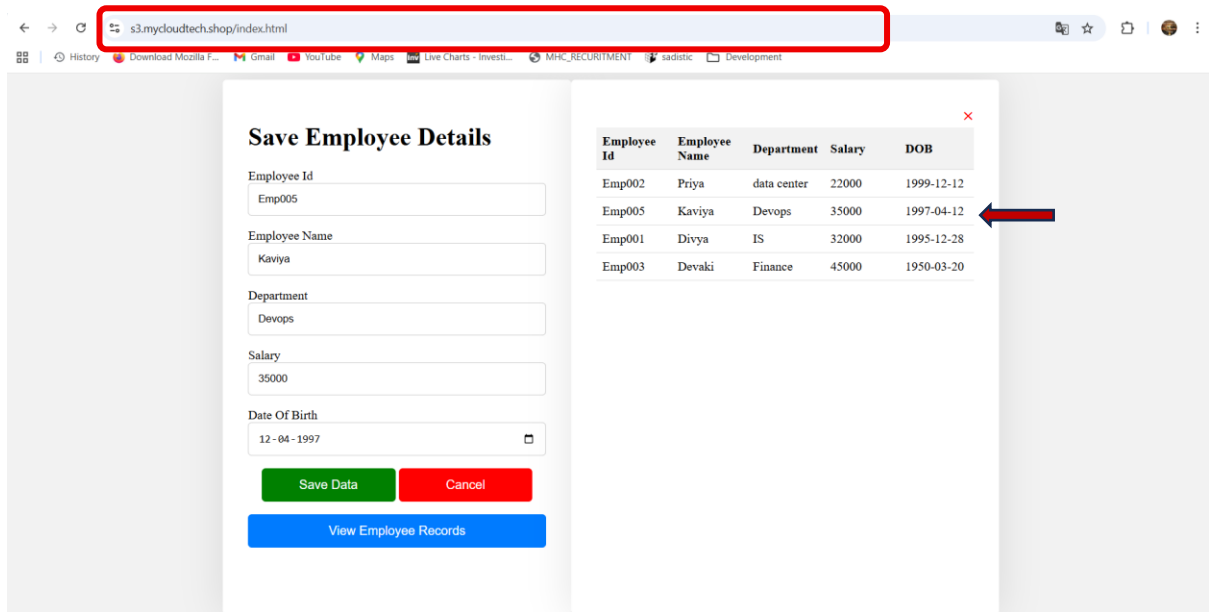 s3.mycloudtech.shop/index.html
History Download Mozilla F... Gmail YouTube Maps Live Charts - Investi... MHC_RECURITMENT sadistic Development
Save Employee Details
Employee Id
Emp005
Employee Name
Kaviya
Department
Devops
Salary
35000
Date Of Birth
12-04-1997
Save Data Cancel
View Employee Records
×
Employee Id Employee Name Department Salary DOB
Emp002 Priya data center 22000 1999-12-12
Emp005 Kaviya Devops 35000 1997-04-12
Emp001 Divya IS 32000 1995-12-28
Emp003 Devaki Finance 45000 1950-03-20